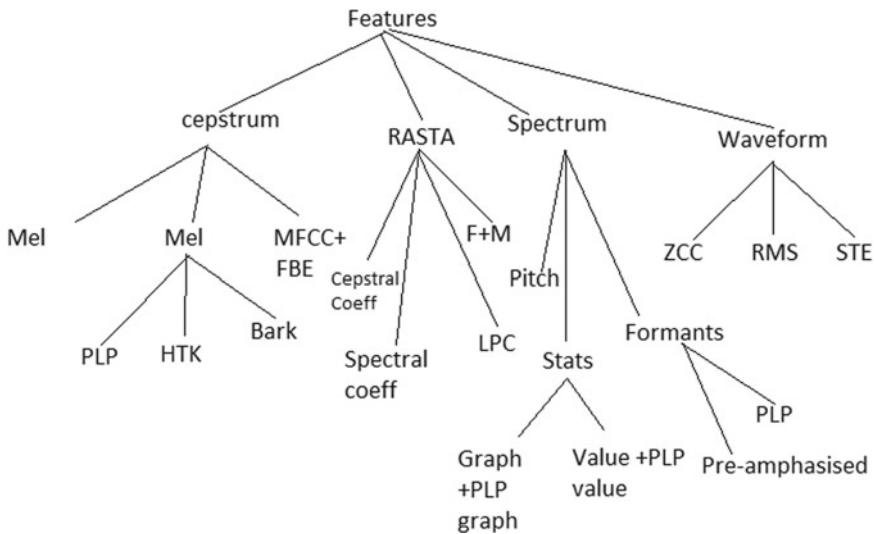 Features
cepstrum
RASTA
Spectrum
Waveform
Mel
Mel
MFCC+
FBE
Cepstral
Coeff
F+M
Pitch
ZCC
RMS
STE
PLP
HTK
Bark
Spectral
coeff
LPC
Stats
Formants
PLP
Graph
+PLP
graph
Value +PLP
value
Pre-amphasised